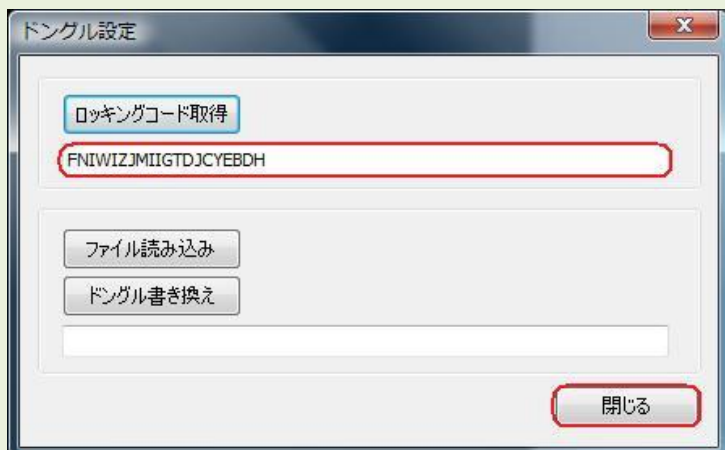 ドングル設定
ロッキングコード取得
FNIWIZJMIIGTDJCYEBDH
ファイル読み込み
ドングル書き換え
閉じる